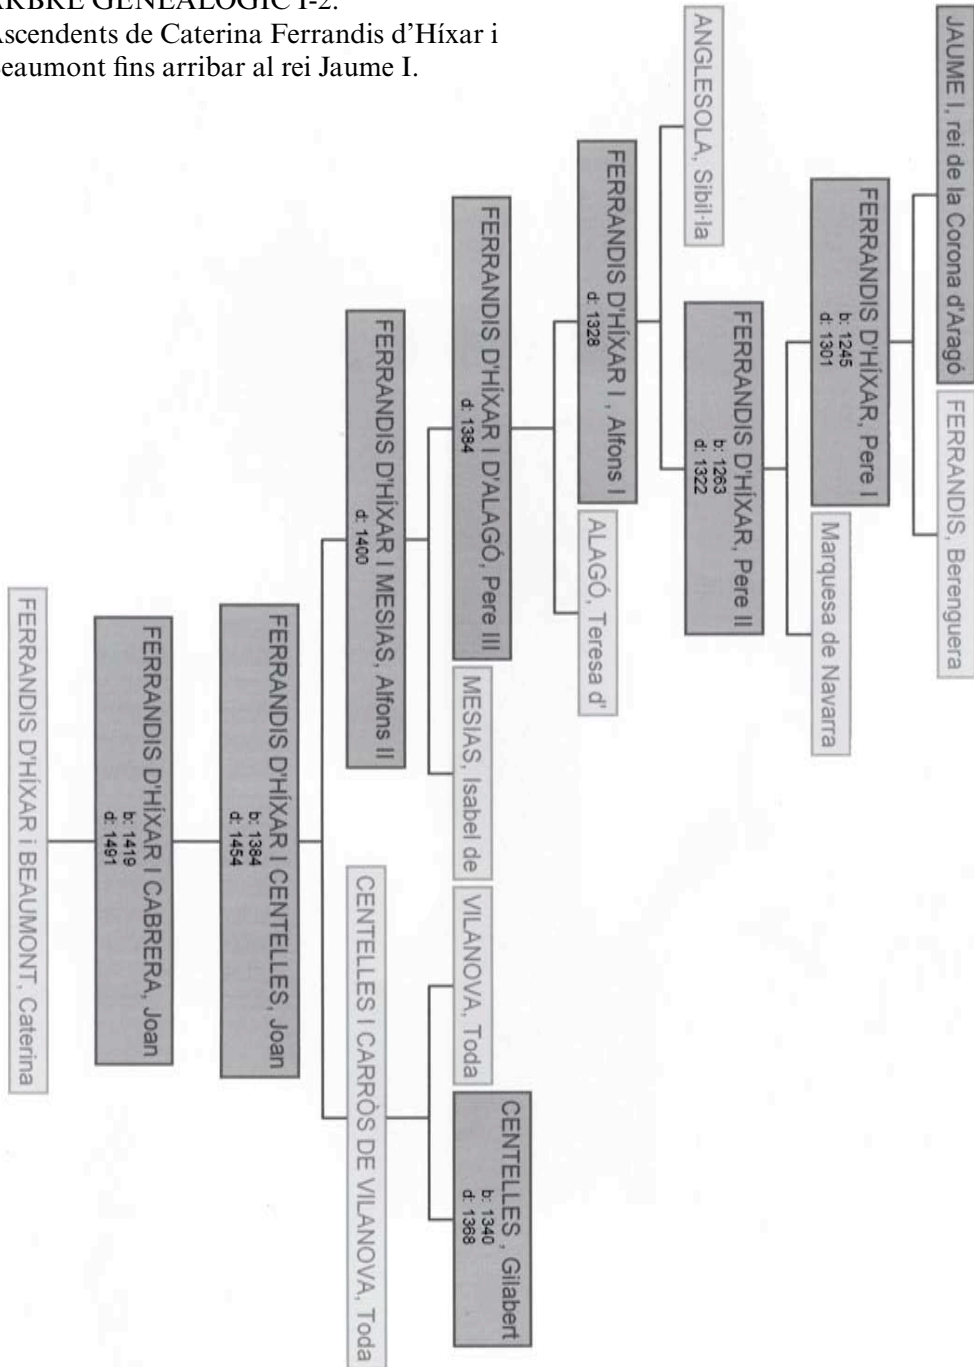 ARBRE GENEALÒGIC I-2.
Ascendents de Caterina Ferrandis d'Híxar i
Beaumont fins arribar al rei Jaume I.
JAUME I, rei de la Corona d'Aragó
FERRANDIS, Berenguera
FERRANDIS D'HÍXAR, Pere I
b: 1245
d: 1301
Marquesa de Navarra
ANGLESOLA, Sibil·la
FERRANDIS D'HÍXAR, Pere II
b: 1263
d: 1322
FERRANDIS D'HÍXAR I , Alfons I
d: 1328
ALAGÓ, Teresa d'
FERRANDIS D'HÍXAR I D'ALAGÓ, Pere III
d: 1384
MESIAS, Isabel de
VILANOVA, Toda
CENTELLES , Gilabert
b: 1340
d: 1368
FERRANDIS D'HÍXAR I MESIAS, Alfons II
d: 1400
CENTELLES I CARRÒS DE VILANOVA, Toda
FERRANDIS D'HÍXAR I CENTELLES, Joan
b: 1384
d: 1454
FERRANDIS D'HÍXAR I CABRERA, Joan
b: 1419
d: 1491
FERRANDIS D'HÍXAR i BEAUMONT, Caterina